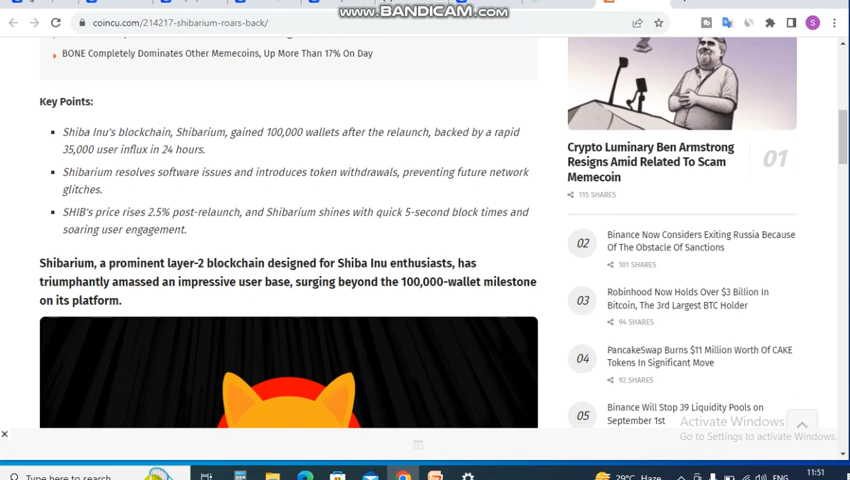 www.BANDICAM.com
coincu.com/214217-shibarium-roars-back/
S
BONE Completely Dominates Other Memecoins, Up More Than 17% On Day
Key Points:
Shiba Inu's blockchain, Shibarium, gained 100,000 wallets after the relaunch, backed by a rapid
35,000 user influx in 24 hours.
Shibarium resolves software issues and introduces token withdrawals, preventing future network
glitches.
SHIB's price rises 2.5% post-relaunch, and Shibarium shines with quick 5-second block times and
soaring user engagement.
Shibarium, a prominent layer-2 blockchain designed for Shiba Inu enthusiasts, has
triumphantly amassed an impressive user base, surging beyond the 100,000-wallet milestone
on its platform.
Crypto Luminary Ben Armstrong
Resigns Amid Related To Scam
Memecoin
01
115 SHARES
02
Binance Now Considers Exiting Russia Because
Of The Obstacle Of Sanctions
101 SHARES
03
Robinhood Now Holds Over $3 Billion In
Bitcoin, The 3rd Largest BTC Holder
94 SHARES
04
PancakeSwap Burns $11 Million Worth Of CAKE
Tokens In Significant Move
92 SHARES
05
Binance Will Stop 39 Liquidity Pools on
September 1st
Activate Windows
Go to Settings to activate Windows.
Type here to search
29°C Haze
ENG
11:51